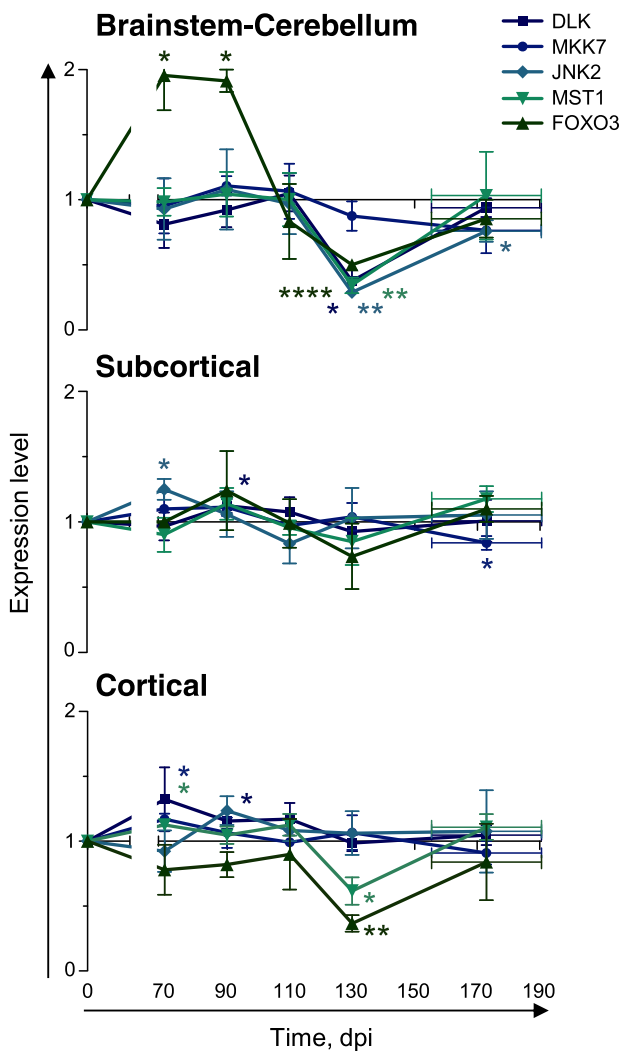 Brainstem-Cerebellum
DLK
MKK7
JNK2
MST1
FOXO3
2
* *
1
*
**** **
* **
0
Subcortical
2
* *
1
*
0
Cortical
2
* *
*
1
*
**
0
0 70 90 110 130 150 170 190
Expression level
Time, dpi